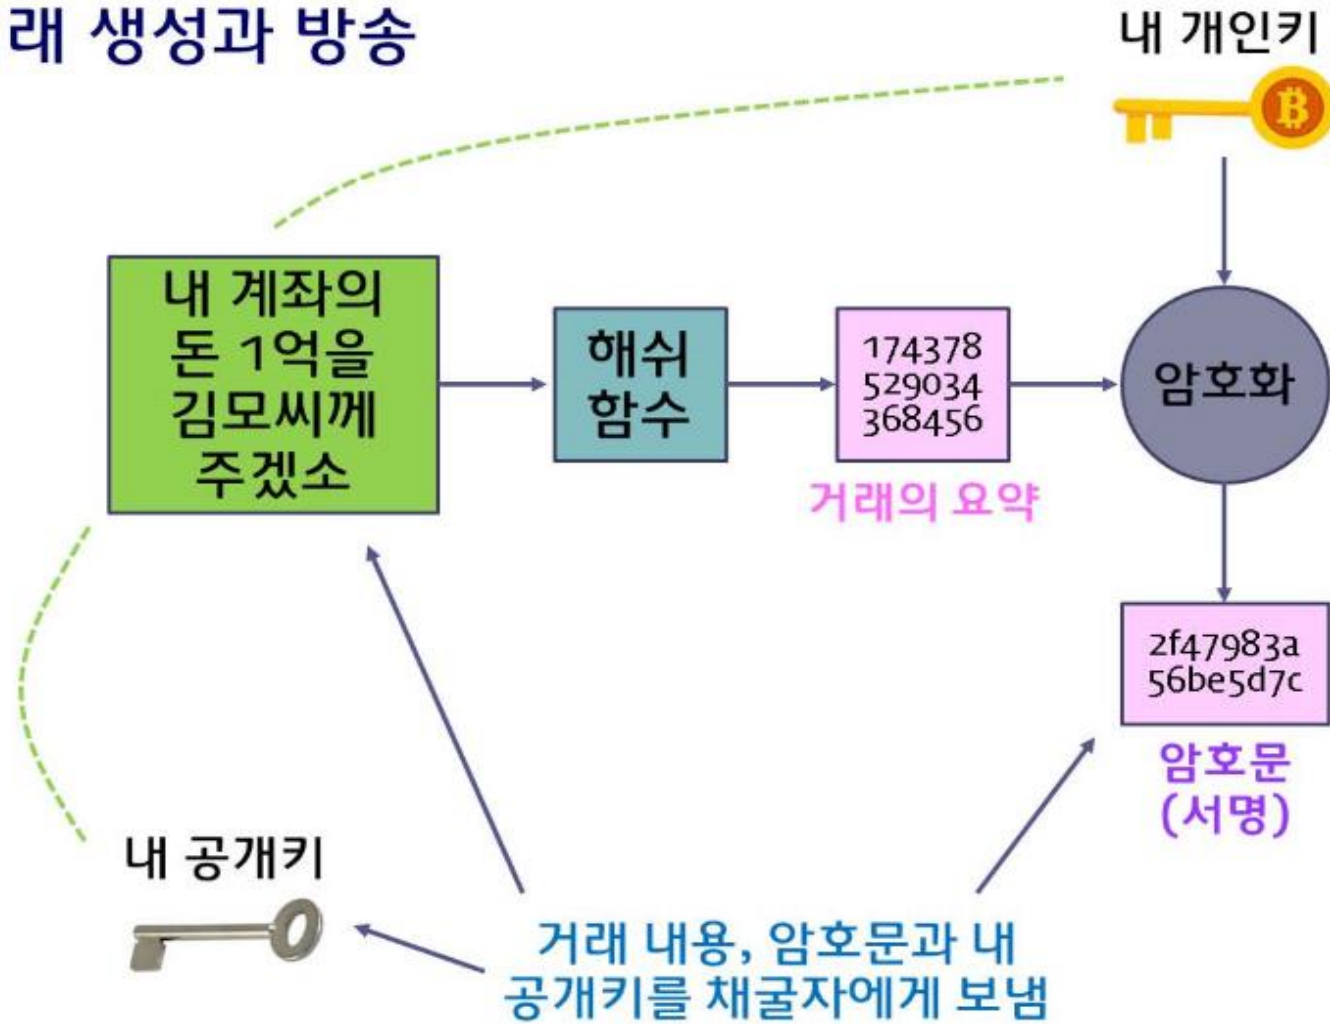 래 생성과 방송
내 개인키
내 계좌의
돈 1억을
김모씨께
주겠소
해쉬
함수
174378
529034
368456
거래의 요약
암호화
2f47983a
56be5d7c
암호문
(서명)
내 공개키
거래 내용, 암호문과 내
공개키를 채굴자에게 보냄